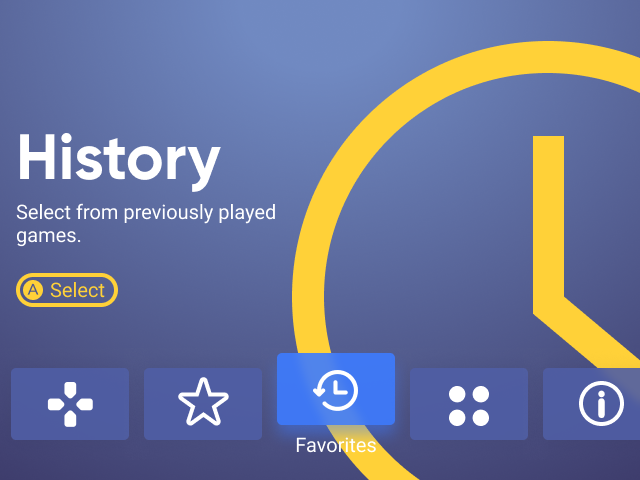 History
Select from previously played
games.
A Select
Favorites